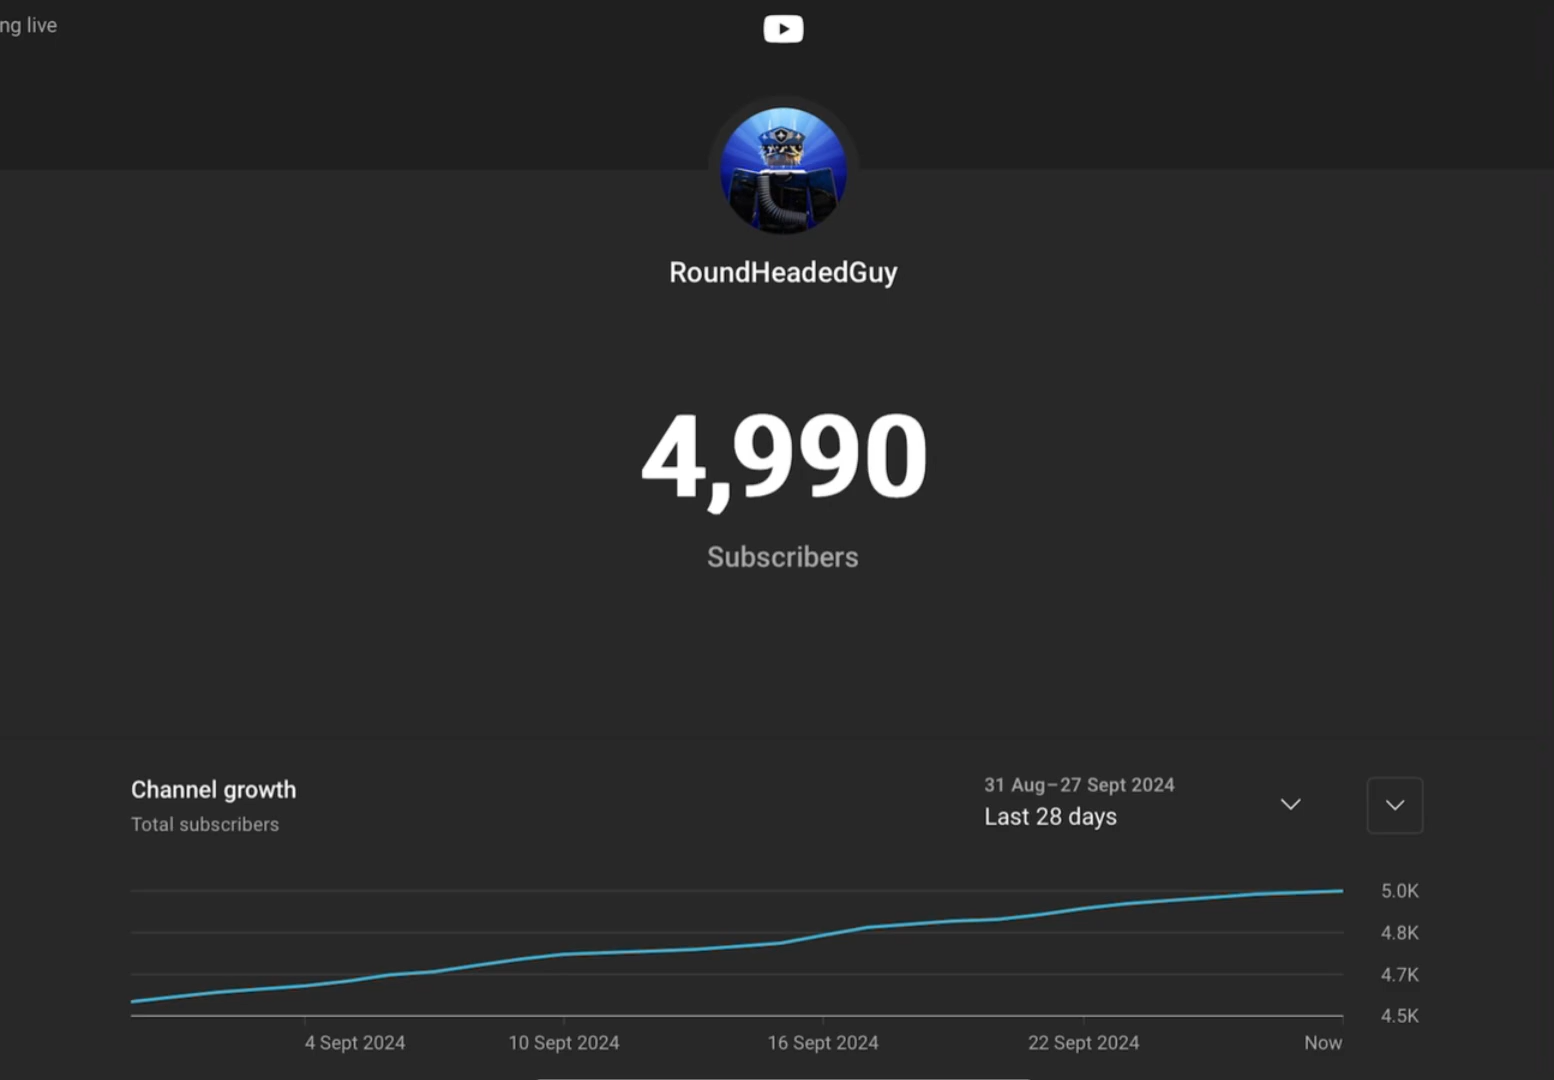 ng live
RoundHeadedGuy
4,990
Subscribers
Channel growth
Total subscribers
31 Aug–27 Sept 2024
Last 28 days
5.0K
4.8K
4.7K
4.5K
4 Sept 2024
10 Sept 2024
16 Sept 2024
22 Sept 2024
Now